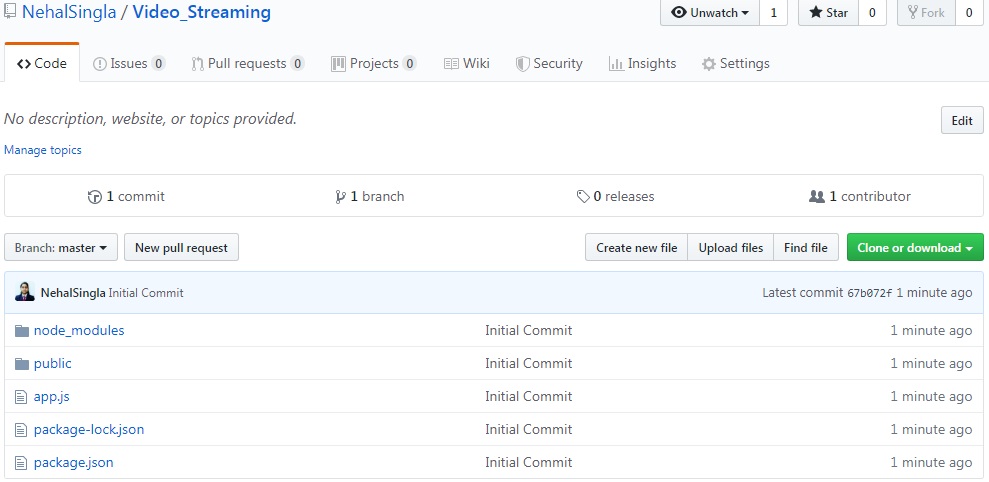 NehalSingla / Video_Streaming Unwatch 1 Star 0 Fork 0
Code Issues 0 Pull requests 0 Projects 0 Wiki Security Insights Settings
No description, website, or topics provided. Edit
Manage topics
1 commit 1 branch 0 releases 1 contributor
Branch: master New pull request Create new file Upload files Find file Clone or download
NehalSingla Initial Commit Latest commit 67b072f 1 minute ago
node_modules Initial Commit 1 minute ago
public Initial Commit 1 minute ago
app.js Initial Commit 1 minute ago
package-lock.json Initial Commit 1 minute ago
package.json Initial Commit 1 minute ago